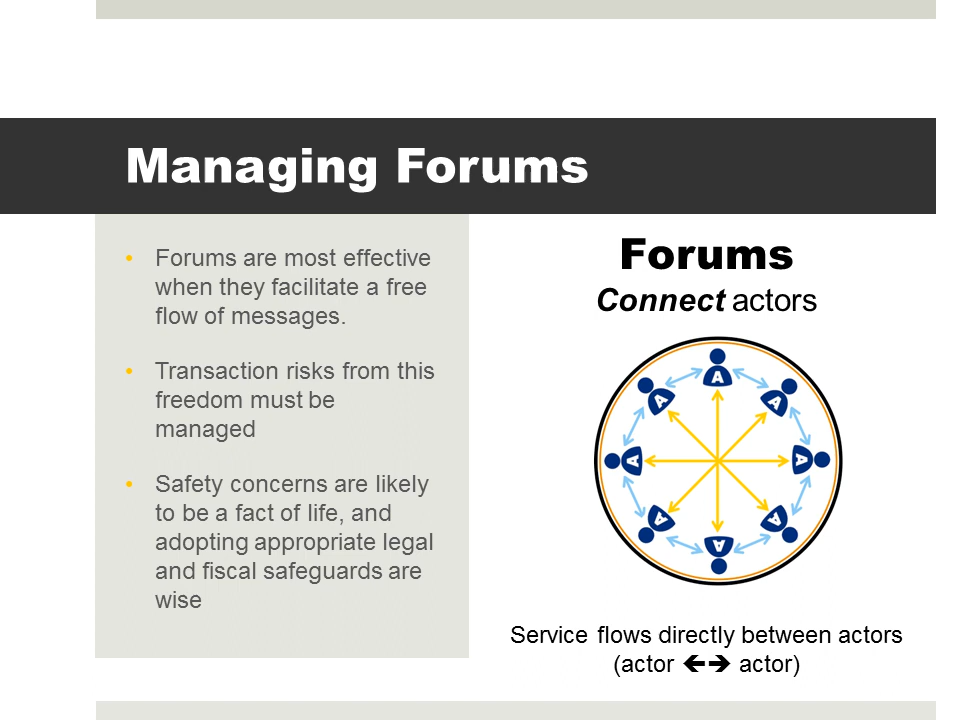 Managing Forums
• Forums are most effective
when they facilitate a free
flow of messages.
• Transaction risks from this
freedom must be
managed
• Safety concerns are likely
to be a fact of life, and
adopting appropriate legal
and fiscal safeguards are
wise
Forums
Connect actors
A
A
A
A
A
A
A
A
Service flows directly between actors
(actor 🡸🡺 actor)